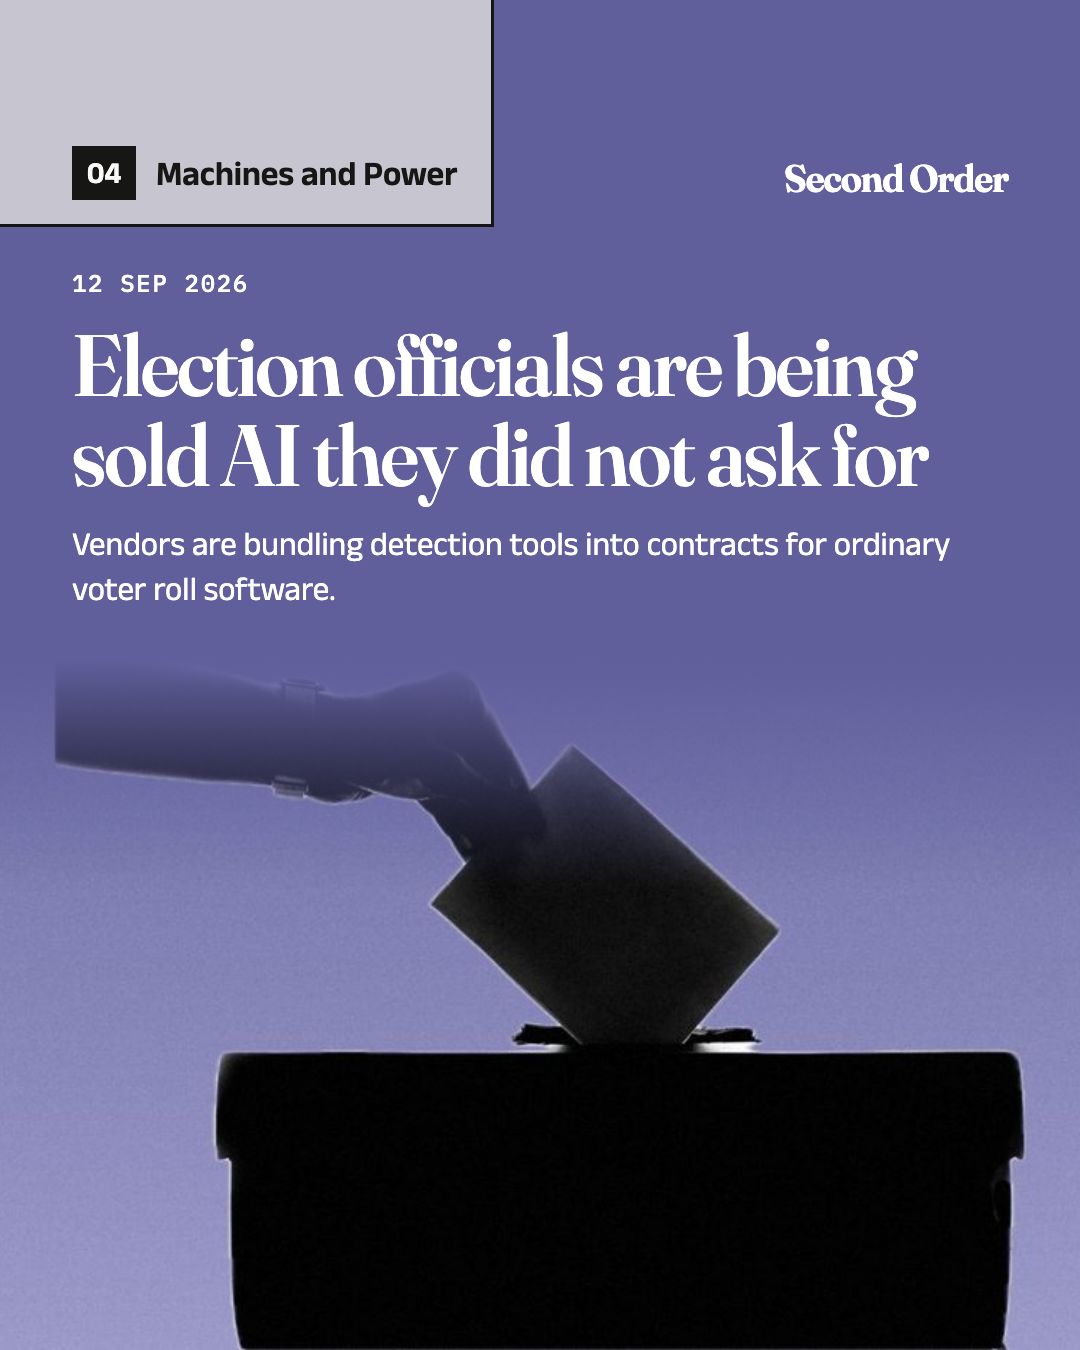 04 Machines and Power
Second Order
12 SEP 2026
Election officials are being
sold AI they did not ask for
Vendors are bundling detection tools into contracts for ordinary
voter roll software.